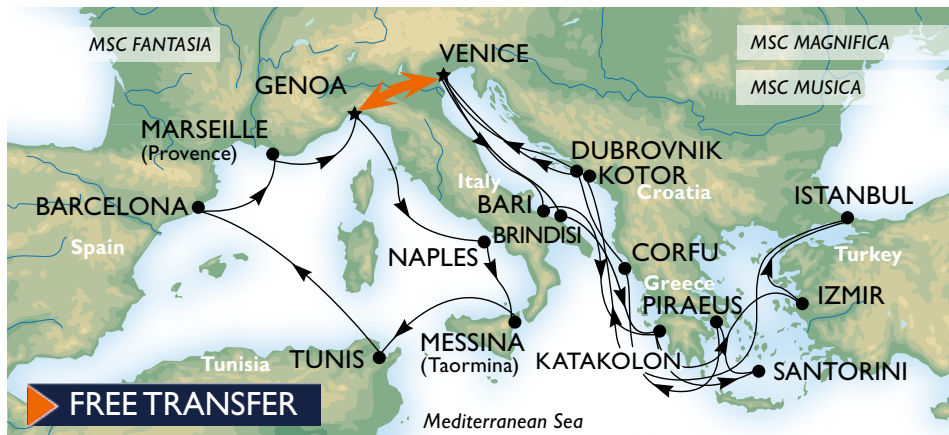 MSC FANTASIA
VENICE
MSC MAGNIFICA
MSC MUSICA
GENOA
MARSEILLE
(Provence)
DUBROVNIK
KOTOR
Italy
Croatia
BARCELONA
BARI
ISTANBUL
BRINDISI
Spain
NAPLES
CORFU
Turkey
Greece
PIRAEUS
IZMIR
MESSINA
(Taormina)
Tunisia
TUNIS
KATAKOLON
SANTORINI
FREE TRANSFER
Mediterranean Sea